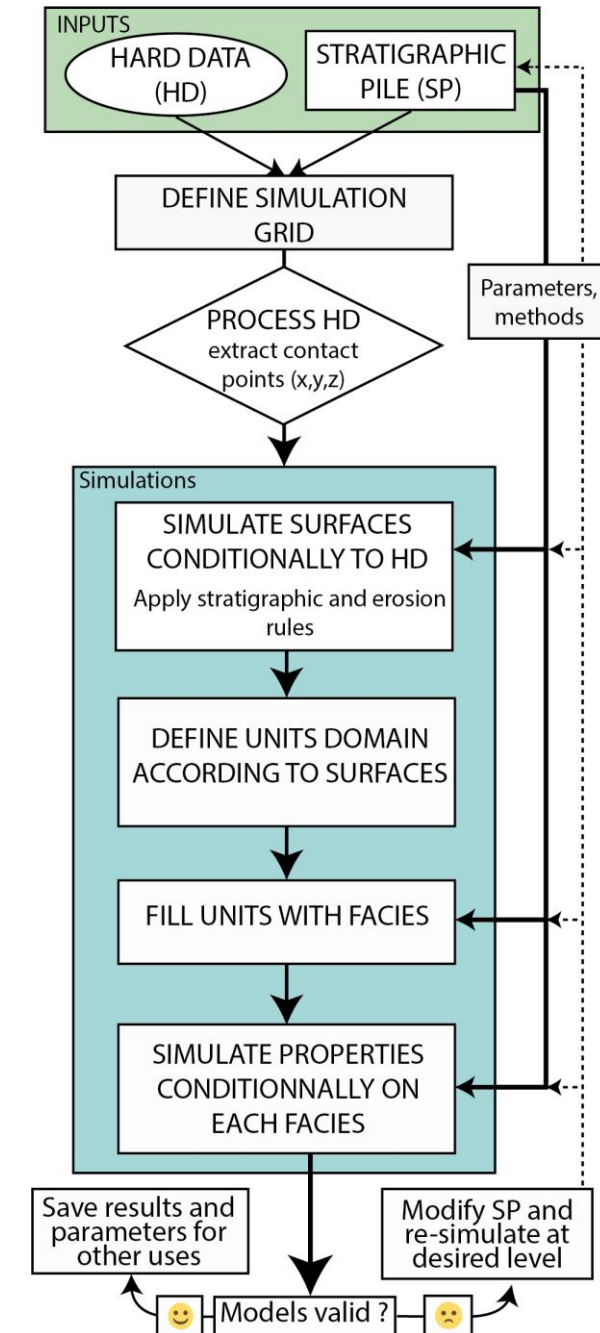 INPUTS
HARD DATA
(HD)
STRATIGRAPHIC
PILE (SP)
DEFINE SIMULATION
GRID
Parameters,
methods
PROCESS HD
extract contact
points (x,y,z)
Simulations
SIMULATE SURFACES
CONDITIONALLY TO HD
Apply stratigraphic and erosion
rules
DEFINE UNITS DOMAIN
ACCORDING TO SURFACES
FILL UNITS WITH FACIES
SIMULATE PROPERTIES
CONDITIONNALLY ON
EACH FACIES
Save results and
parameters for
other uses
Modify SP and
re-simulate at
desired level
Models valid ?